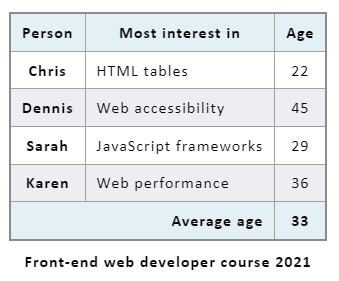 Person Most interest in Age
Chris HTML tables 22
Dennis Web accessibility 45
Sarah JavaScript frameworks 29
Karen Web performance 36
Average age 33
Front-end web developer course 2021